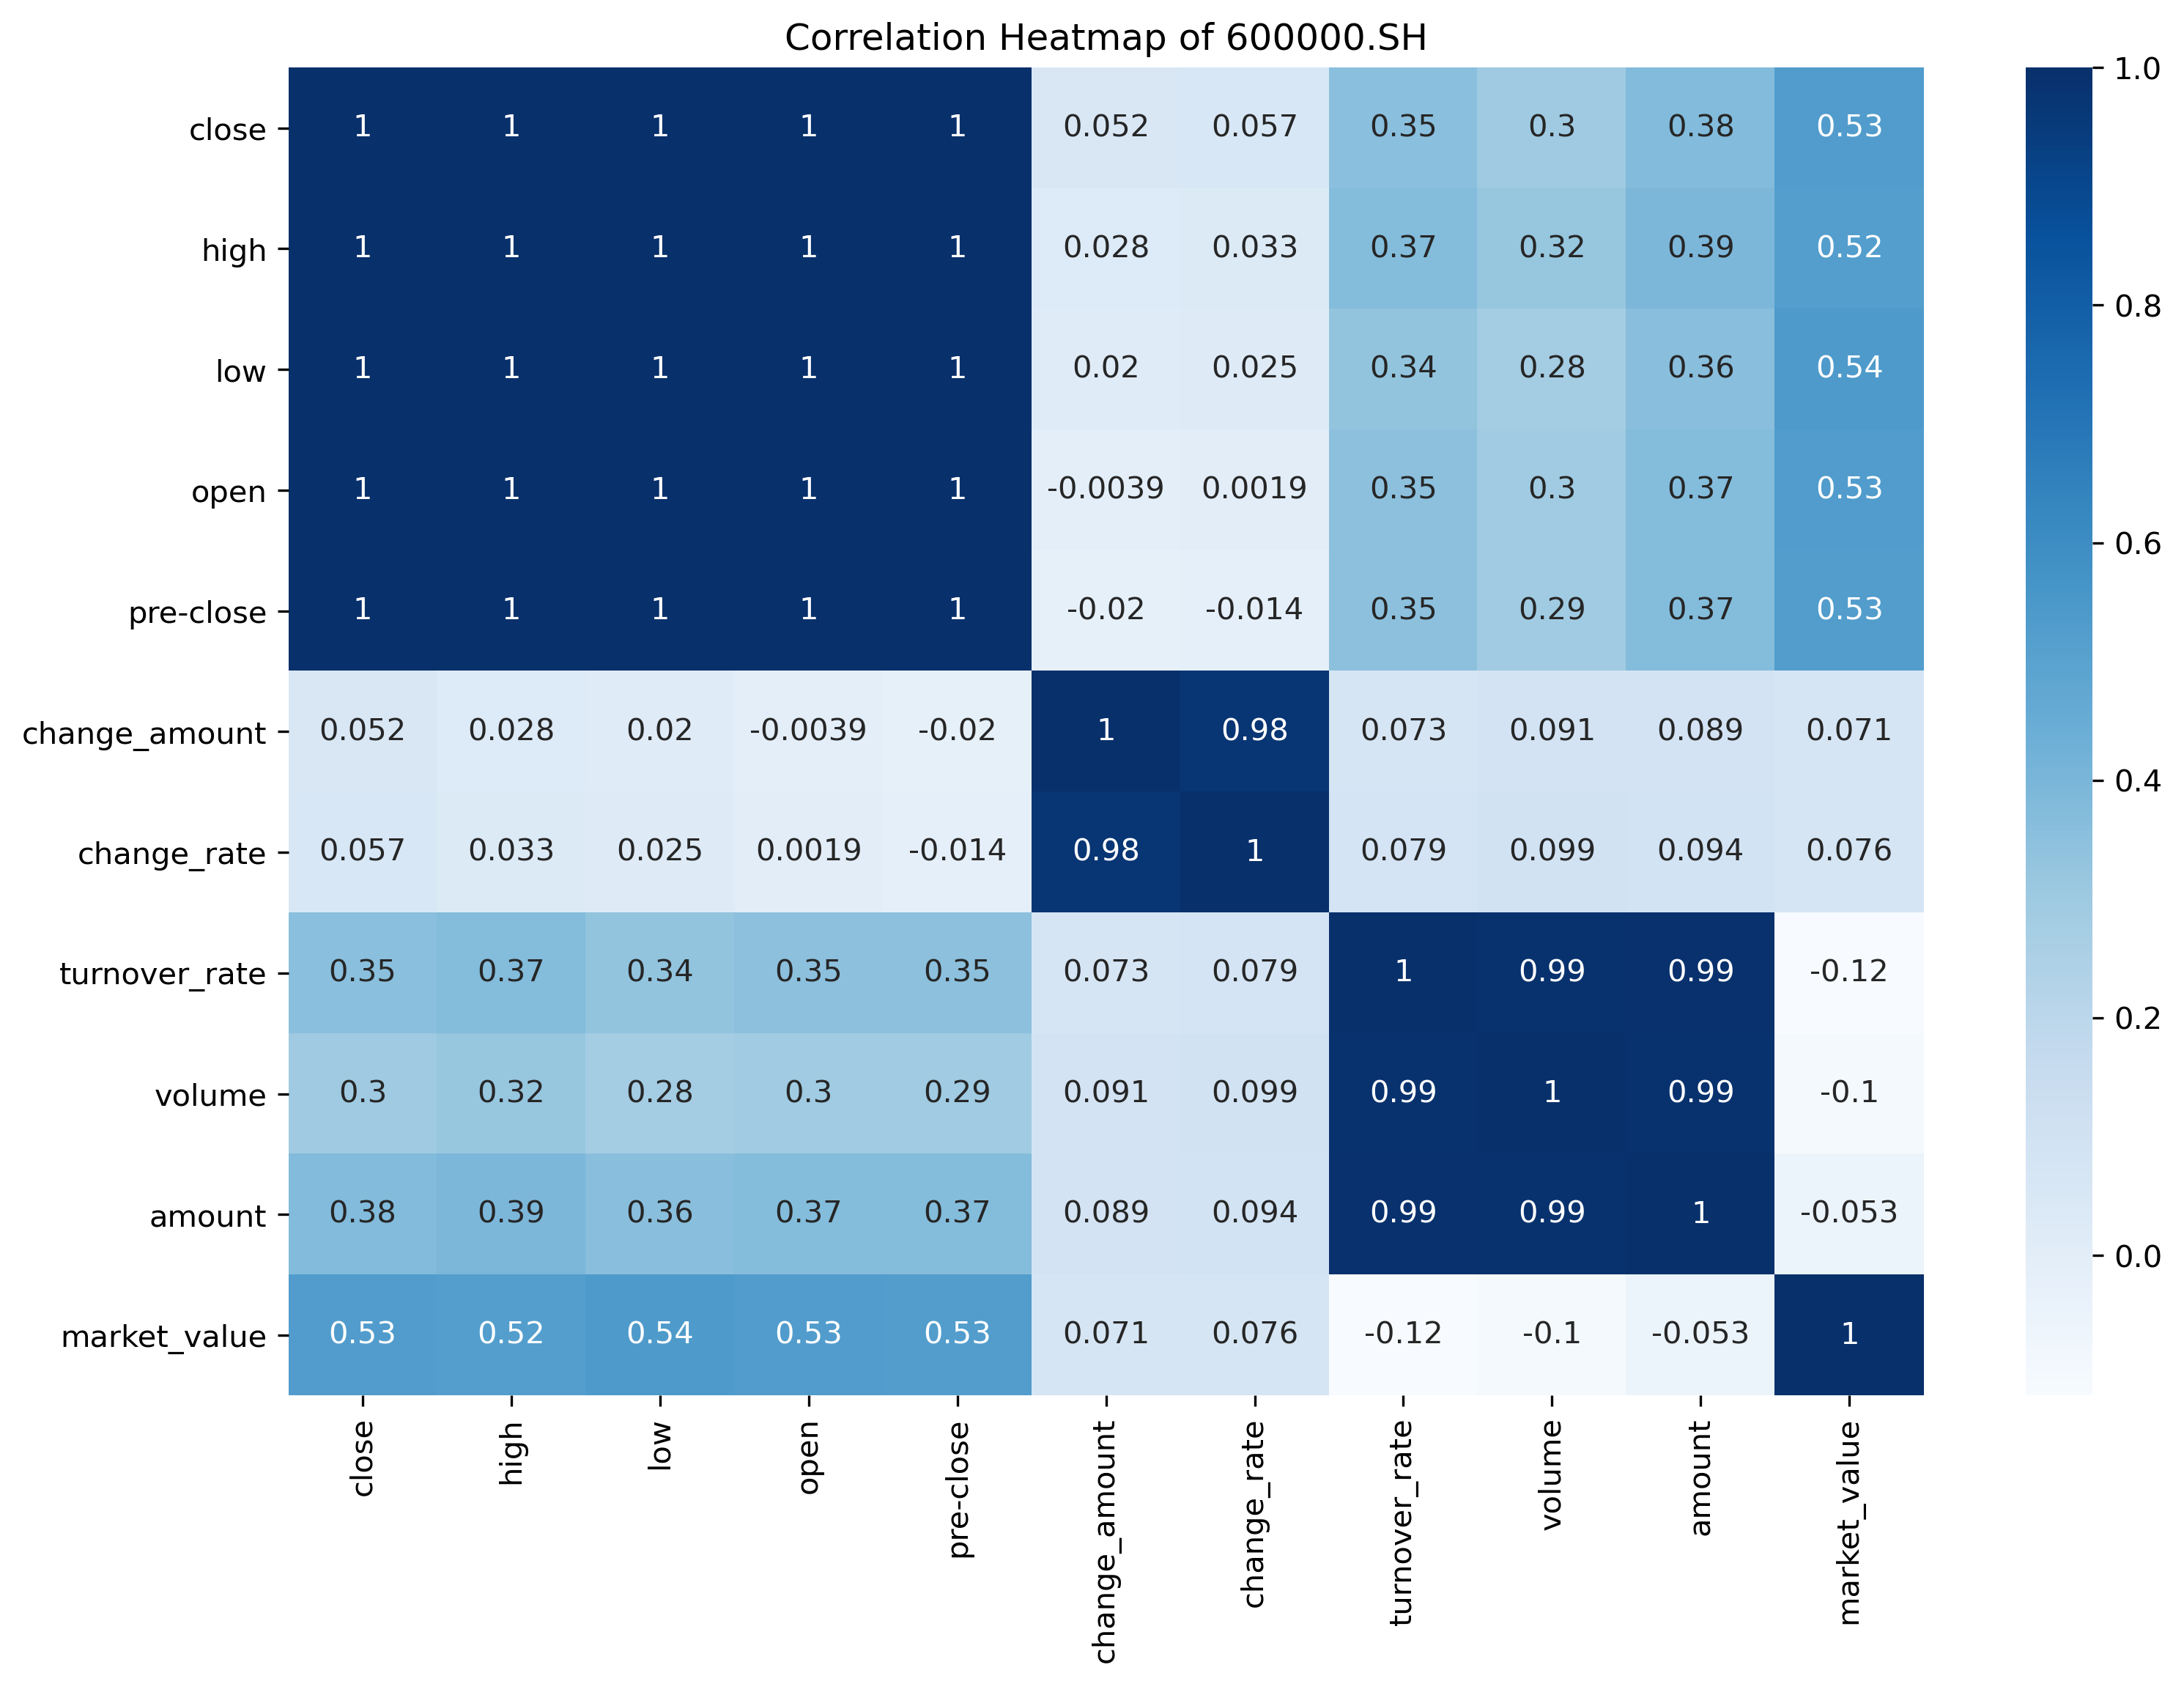 Correlation Heatmap of 600000.SH
close 1 1 1 1 1 0.052 0.057 0.35 0.3 0.38 0.53
high 1 1 1 1 1 0.028 0.033 0.37 0.32 0.39 0.52
low 1 1 1 1 1 0.02 0.025 0.34 0.28 0.36 0.54
open 1 1 1 1 1 -0.0039 0.0019 0.35 0.3 0.37 0.53
pre-close 1 1 1 1 1 -0.02 -0.014 0.35 0.29 0.37 0.53
change_amount 0.052 0.028 0.02 -0.0039 -0.02 1 0.98 0.073 0.091 0.089 0.071
change_rate 0.057 0.033 0.025 0.0019 -0.014 0.98 1 0.079 0.099 0.094 0.076
turnover_rate 0.35 0.37 0.34 0.35 0.35 0.073 0.079 1 0.99 0.99 -0.12
volume 0.3 0.32 0.28 0.3 0.29 0.091 0.099 0.99 1 0.99 -0.1
amount 0.38 0.39 0.36 0.37 0.37 0.089 0.094 0.99 0.99 1 -0.053
market_value 0.53 0.52 0.54 0.53 0.53 0.071 0.076 -0.12 -0.1 -0.053 1
close
high
low
open
pre-close
change_amount
change_rate
turnover_rate
volume
amount
market_value
1.0
0.8
0.6
0.4
0.2
0.0